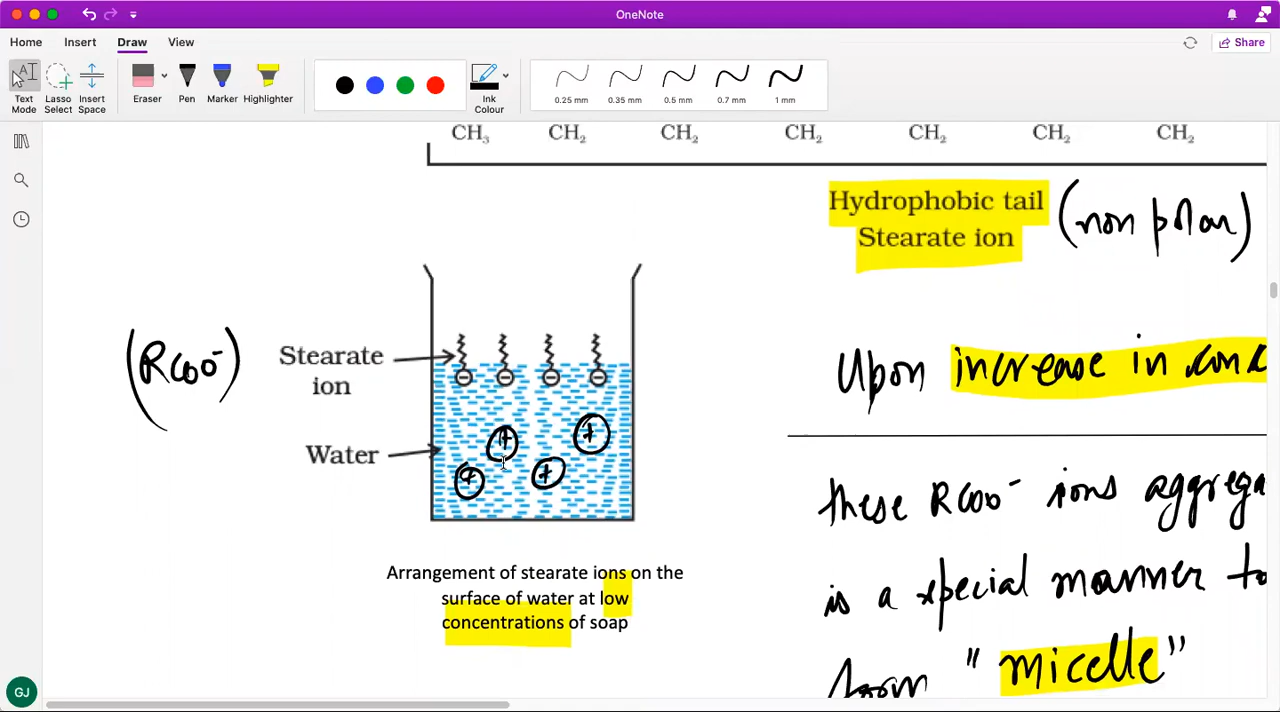 OneNote
Home Insert Draw View
Share
Text Mode
Lasso Select
Insert Space
Eraser
Pen
Marker
Highlighter
Ink Colour
0.25 mm
0.35 mm
0.5 mm
0.7 mm
1 mm
CH₃ CH₂ CH₂ CH₂ CH₂ CH₂ CH₂
Hydrophobic tail (non polar)
Stearate ion
(RCOO⁻)
Stearate
ion
Water
− − − −
+ + + +
Arrangement of stearate ions on the
surface of water at low
concentrations of soap
Upon increase in conc
these RCOO⁻ ions aggrega
is a special manner to
form "micelle"
GJ